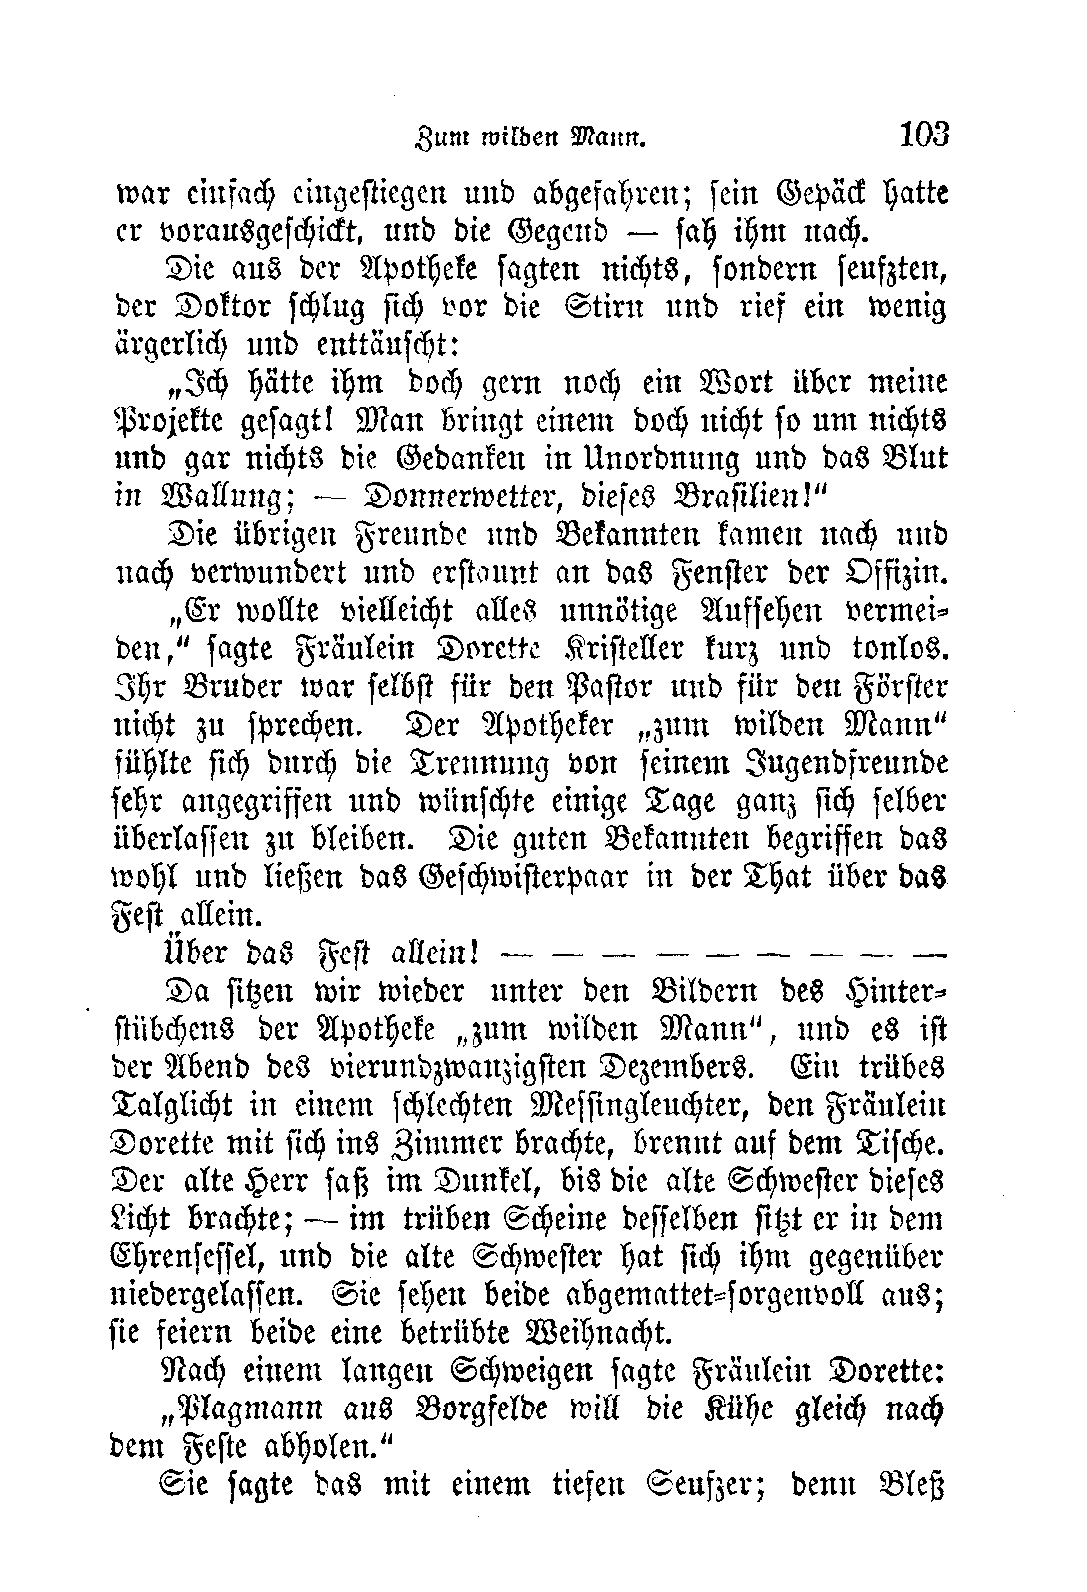 Zum wilden Mann. 103
war einfach eingestiegen und abgefahren; sein Gepäck hatte
er vorausgeschickt, und die Gegend — sah ihm nach.
Die aus der Apotheke sagten nichts, sondern seufzten,
der Doktor schlug sich vor die Stirn und rief ein wenig
ärgerlich und enttäuscht:
„Ich hätte ihm doch gern noch ein Wort über meine
Projekte gesagt! Man bringt einem doch nicht so um nichts
und gar nichts die Gedanken in Unordnung und das Blut
in Wallung; — Donnerwetter, dieses Brasilien!“
Die übrigen Freunde und Bekannten kamen nach und
nach verwundert und erstaunt an das Fenster der Offizin.
„Er wollte vielleicht alles unnötige Aufsehen vermei-
den,“ sagte Fräulein Dorette Kristeller kurz und tonlos.
Ihr Bruder war selbst für den Pastor und für den Förster
nicht zu sprechen. Der Apotheker „zum wilden Mann“
fühlte sich durch die Trennung von seinem Jugendfreunde
sehr angegriffen und wünschte einige Tage ganz sich selber
überlassen zu bleiben. Die guten Bekannten begriffen das
wohl und ließen das Geschwisterpaar in der That über das
Fest allein.
Über das Fest allein! — — — — — — — — —
Da sitzen wir wieder unter den Bildern des Hinter-
stübchens der Apotheke „zum wilden Mann“, und es ist
der Abend des vierundzwanzigsten Dezembers. Ein trübes
Talglicht in einem schlechten Messingleuchter, den Fräulein
Dorette mit sich ins Zimmer brachte, brennt auf dem Tische.
Der alte Herr saß im Dunkel, bis die alte Schwester dieses
Licht brachte; — im trüben Scheine desselben sitzt er in dem
Ehrensessel, und die alte Schwester hat sich ihm gegenüber
niedergelassen. Sie sehen beide abgemattet-sorgenvoll aus;
sie feiern beide eine betrübte Weihnacht.
Nach einem langen Schweigen sagte Fräulein Dorette:
„Plagmann aus Borgfelde will die Kühe gleich nach
dem Feste abholen.“
Sie sagte das mit einem tiefen Seufzer; denn Bleß